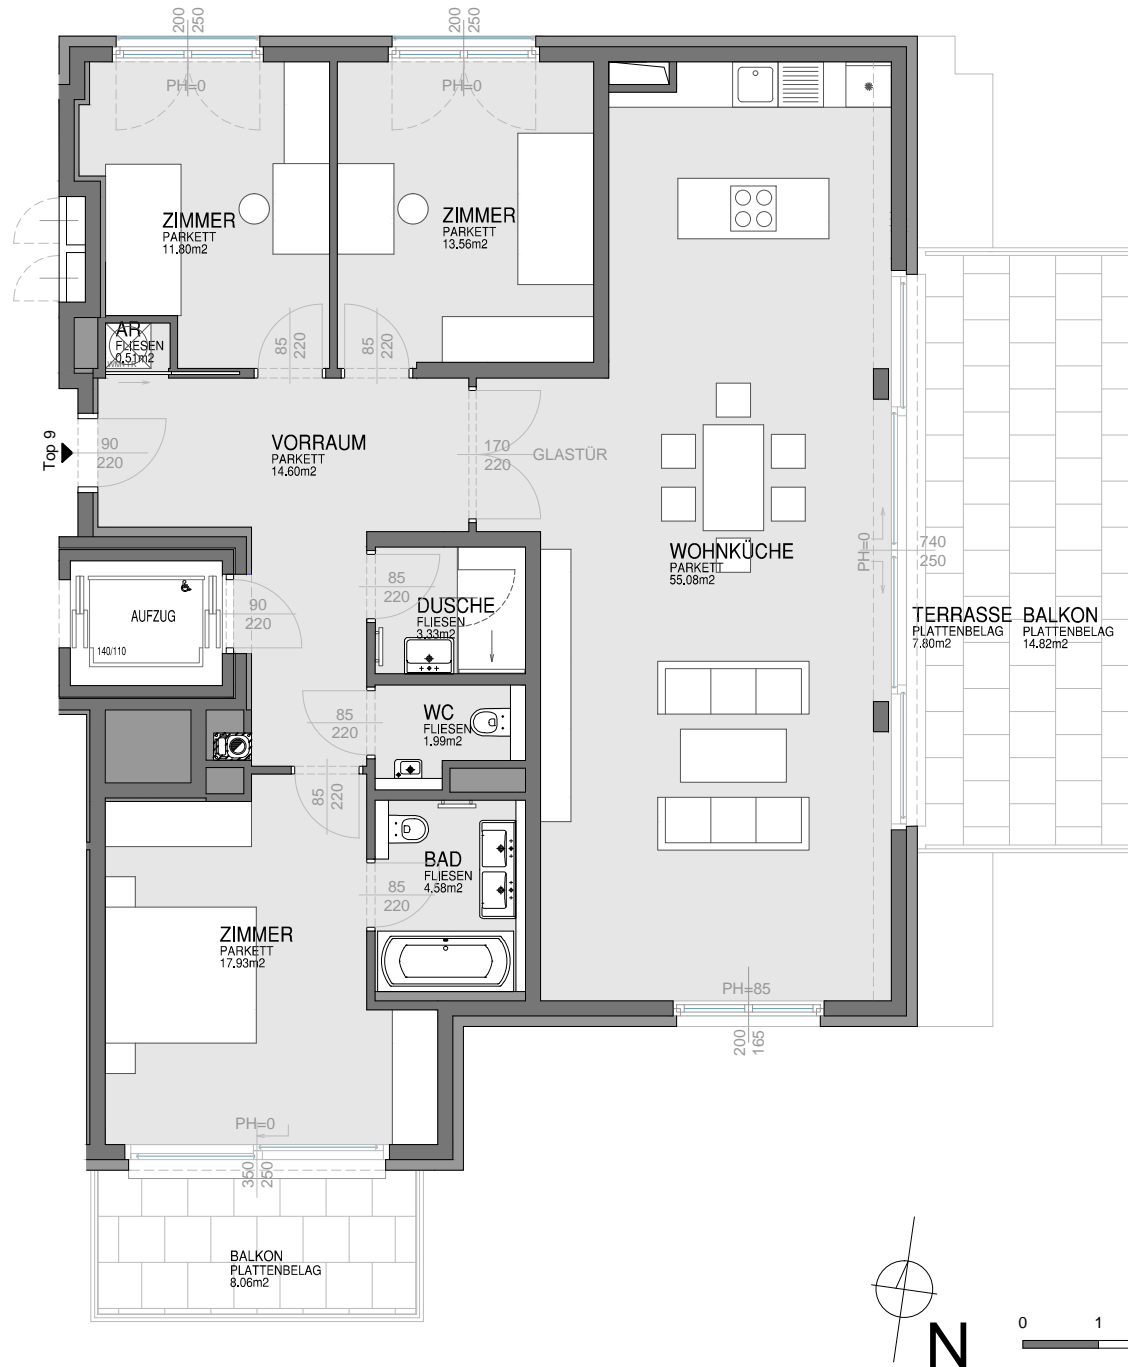 200
250
200
250
PH=0
PH=0
ZIMMER
PARKETT
11.80m2
ZIMMER
PARKETT
13.56m2
AR
FLIESEN
0.51m2
85
220
85
220
Top 9
90
220
VORRAUM
PARKETT
14.60m2
170
220
GLASTÜR
WOHNKÜCHE
PARKETT
55.08m2
PH=0
740
250
AUFZUG
140/110
90
220
85
220
DUSCHE
FLIESEN
3.33m2
TERRASSE
PLATTENBELAG
7.80m2
BALKON
PLATTENBELAG
14.82m2
85
220
WC
FLIESEN
1.99m2
85
220
BAD
FLIESEN
4.58m2
85
220
ZIMMER
PARKETT
17.93m2
PH=85
200
165
PH=0
350
250
BALKON
PLATTENBELAG
8.06m2
N
0 1